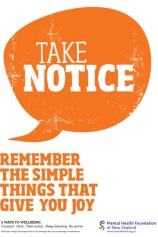 TAKE
NOTICE
REMEMBER
THE SIMPLE
THINGS THAT
GIVE YOU JOY
5 WAYS TO WELLBEING
Connect . Give . Take notice . Keep learning . Be active
Mental Health Foundation
of New Zealand